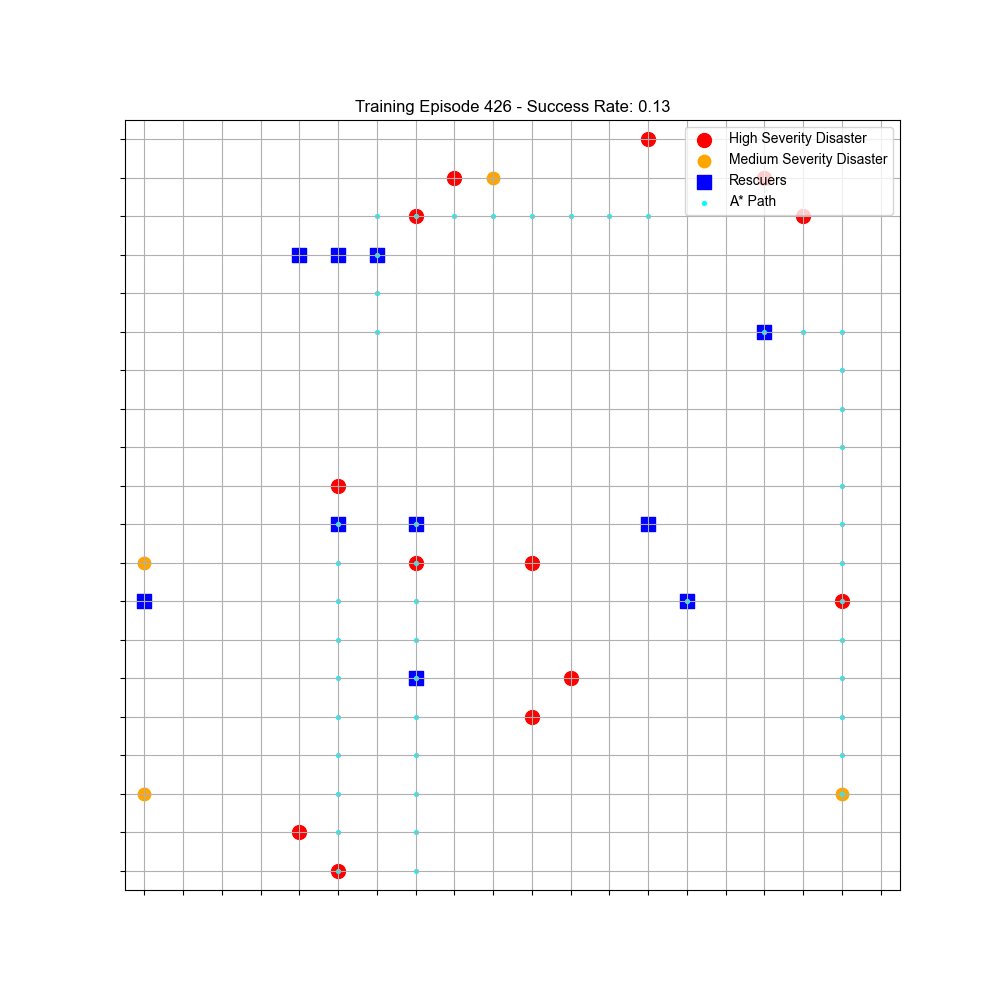 Training Episode 426 - Success Rate: 0.13
High Severity Disaster
Medium Severity Disaster
Rescuers
A* Path